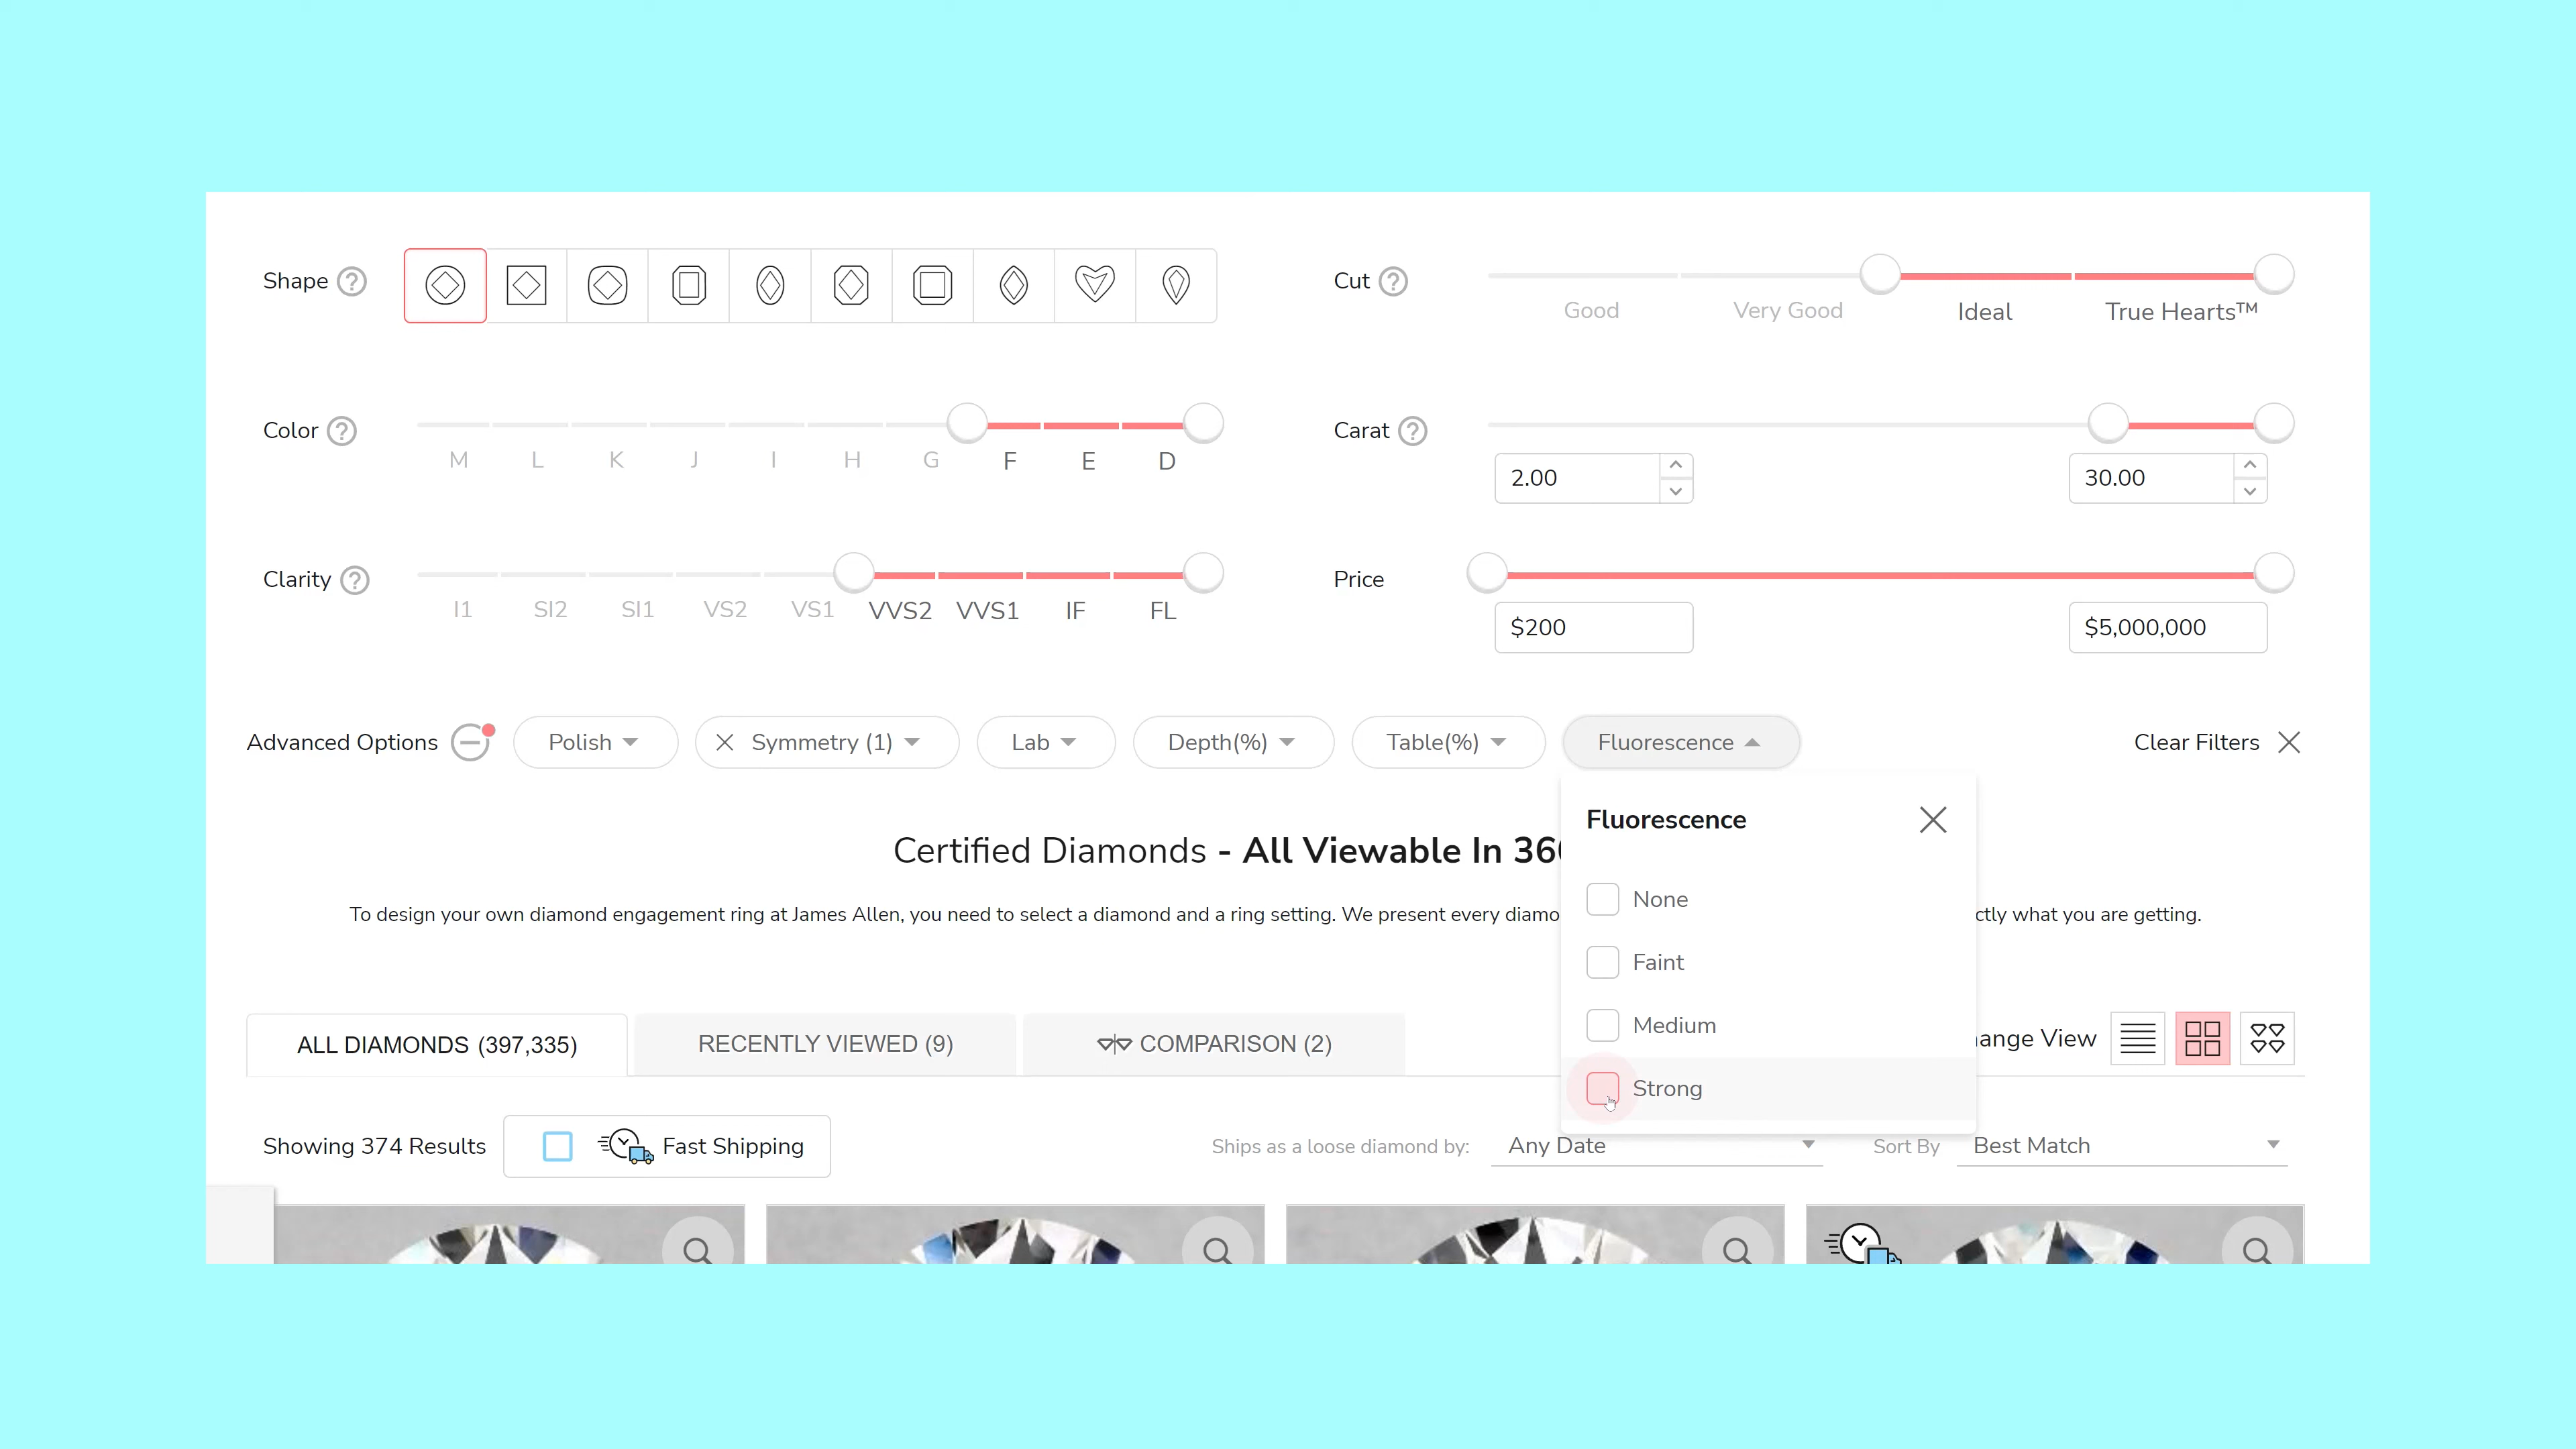 Shape ?
Cut ?
Good Very Good Ideal True Hearts™
Color ?
M L K J I H G F E D
Carat ?
2.00 30.00
Clarity ?
I1 SI2 SI1 VS2 VS1 VVS2 VVS1 IF FL
Price
$200 $5,000,000
Advanced Options Polish Symmetry (1) Lab Depth(%) Table(%) Fluorescence Clear Filters
Fluorescence
None
Faint
Medium
Strong
Certified Diamonds - All Viewable In 360
To design your own diamond engagement ring at James Allen, you need to select a diamond and a ring setting. We present every diamo ctly what you are getting.
ALL DIAMONDS (397,335) RECENTLY VIEWED (9) COMPARISON (2) ange View
Showing 374 Results Fast Shipping Ships as a loose diamond by: Any Date Sort By Best Match